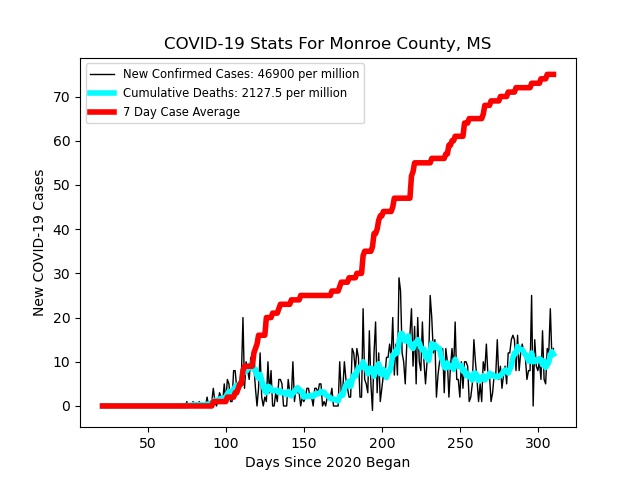 COVID-19 Stats For Monroe County, MS
New Confirmed Cases: 46900 per million
Cumulative Deaths: 2127.5 per million
7 Day Case Average
New COVID-19 Cases
70
60
50
40
30
20
10
0
50 100 150 200 250 300
Days Since 2020 Began